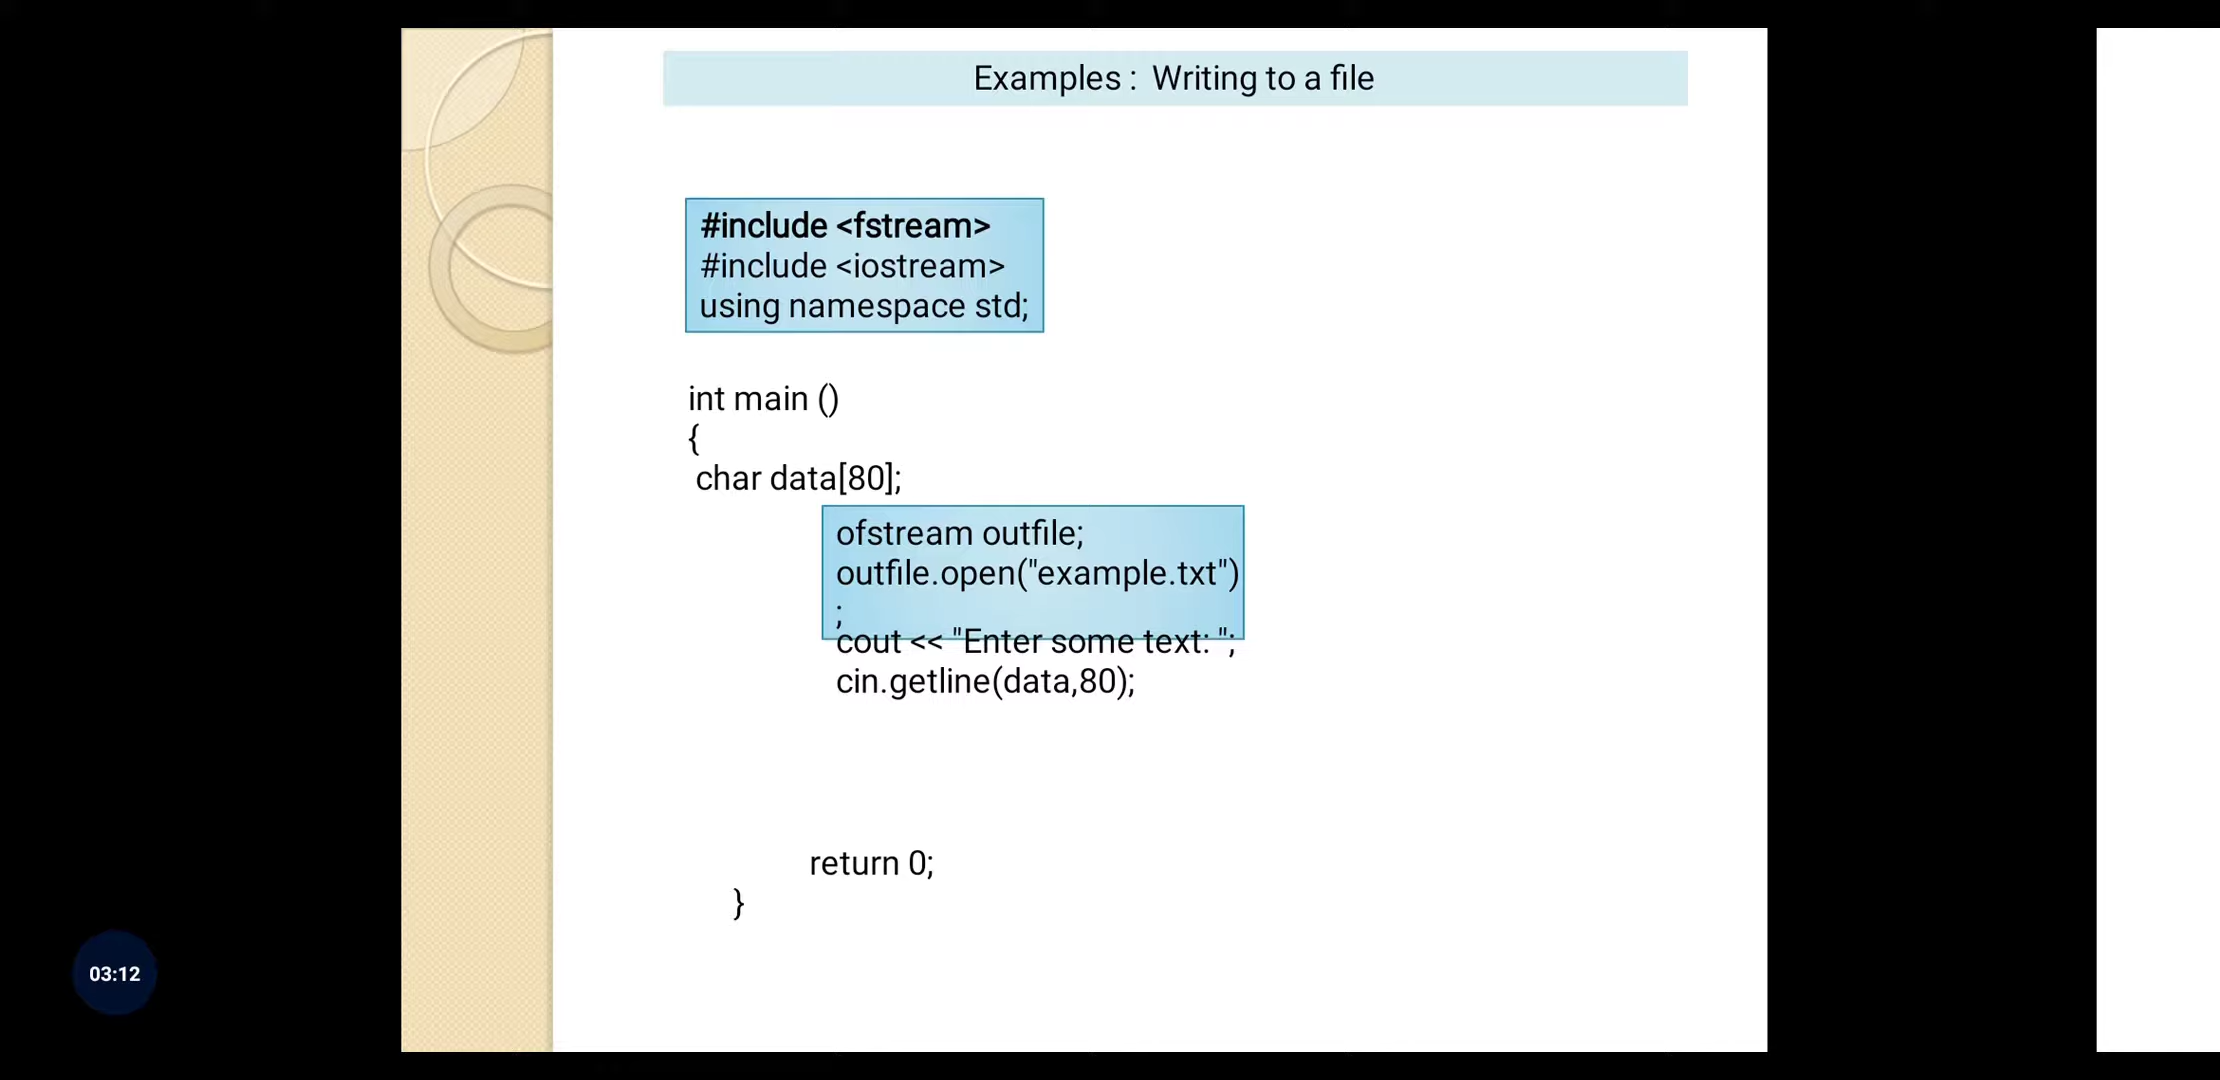 Examples :  Writing to a file
#include <fstream>
#include <iostream>
using namespace std;
int main ()
{
char data[80];
ofstream outfile;
outfile.open("example.txt")
;
cout << "Enter some text: ";
cin.getline(data,80);
return 0;
}
03:12